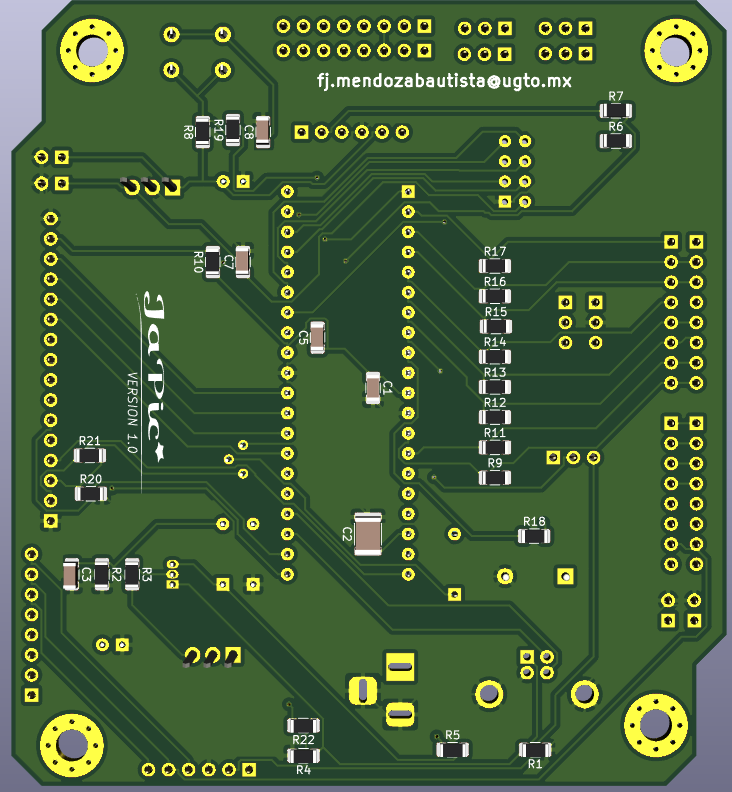 fj.mendozabautista@ugto.mx
R7
R8
R19
C8
R6
R10
C7
R17
R16
R15
C5
R14
R13
C1
R12
Japic
VERSION 1.0
R11
R21
R9
R20
C2
R18
C3
R2
R3
R22
R5
R4
R1